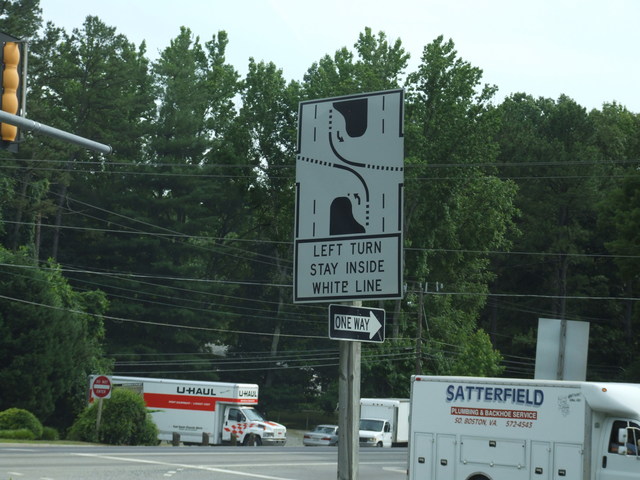 LEFT TURN
STAY INSIDE
WHITE LINE
ONE WAY
U-HAUL
U-HAUL
SATTERFIELD
PLUMBING & BACKHOE SERVICE
SO. BOSTON, VA. 572-4543